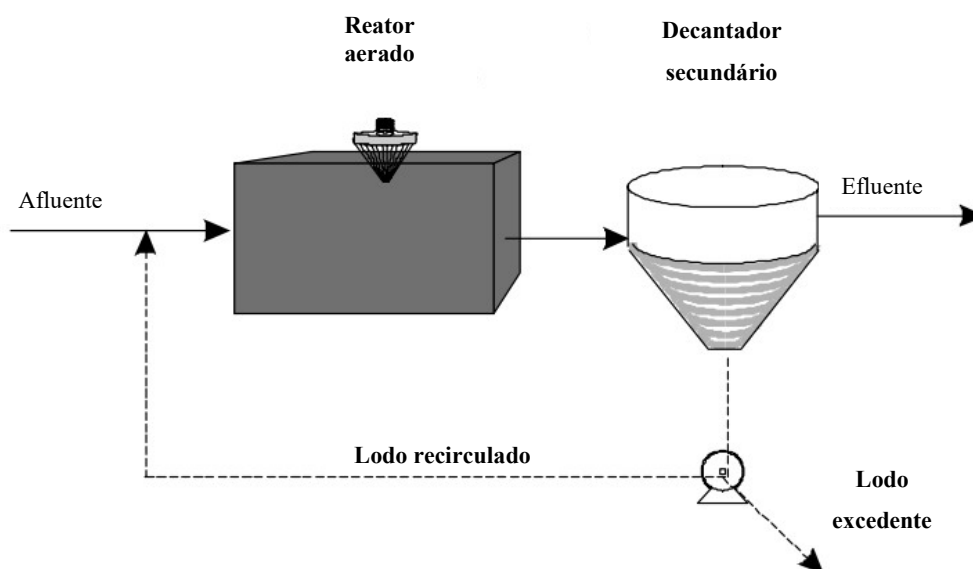 Reator
aerado
Decantador
secundário
Afluente
Efluente
Lodo recirculado
Lodo
excedente